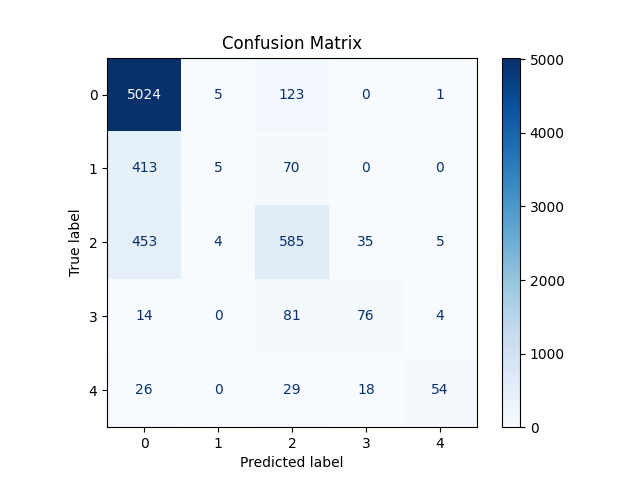 Confusion Matrix
0 5024 5 123 0 1
1 413 5 70 0 0
2 453 4 585 35 5
3 14 0 81 76 4
4 26 0 29 18 54
0 1 2 3 4
Predicted label
True label
5000
4000
3000
2000
1000
0